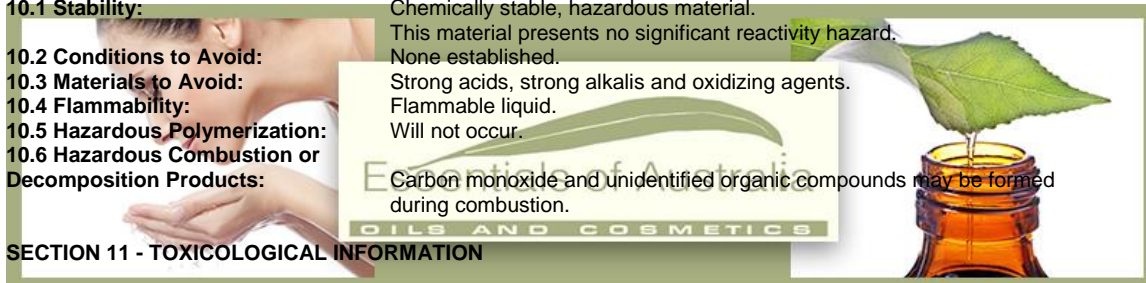 10.1 Stability: Chemically stable, hazardous material.
This material presents no significant reactivity hazard.
10.2 Conditions to Avoid: None established.
10.3 Materials to Avoid: Strong acids, strong alkalis and oxidizing agents.
10.4 Flammability: Flammable liquid.
10.5 Hazardous Polymerization: Will not occur.
10.6 Hazardous Combustion or
Decomposition Products: Carbon monoxide and unidentified organic compounds may be formed
during combustion.
Essentials of Australia
OILS AND COSMETICS
SECTION 11 - TOXICOLOGICAL INFORMATION